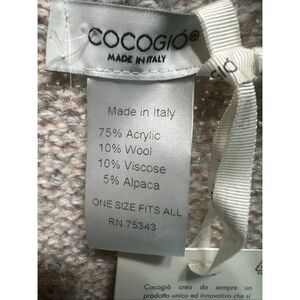 COCOGIÓ®
MADE IN ITALY
Made in Italy
75% Acrylic
10% Wool
10% Viscose
5% Alpaca
ONE SIZE FITS ALL
RN 75343
Cocogiò crea da sempre un
prodotto unico ed innovativo che si